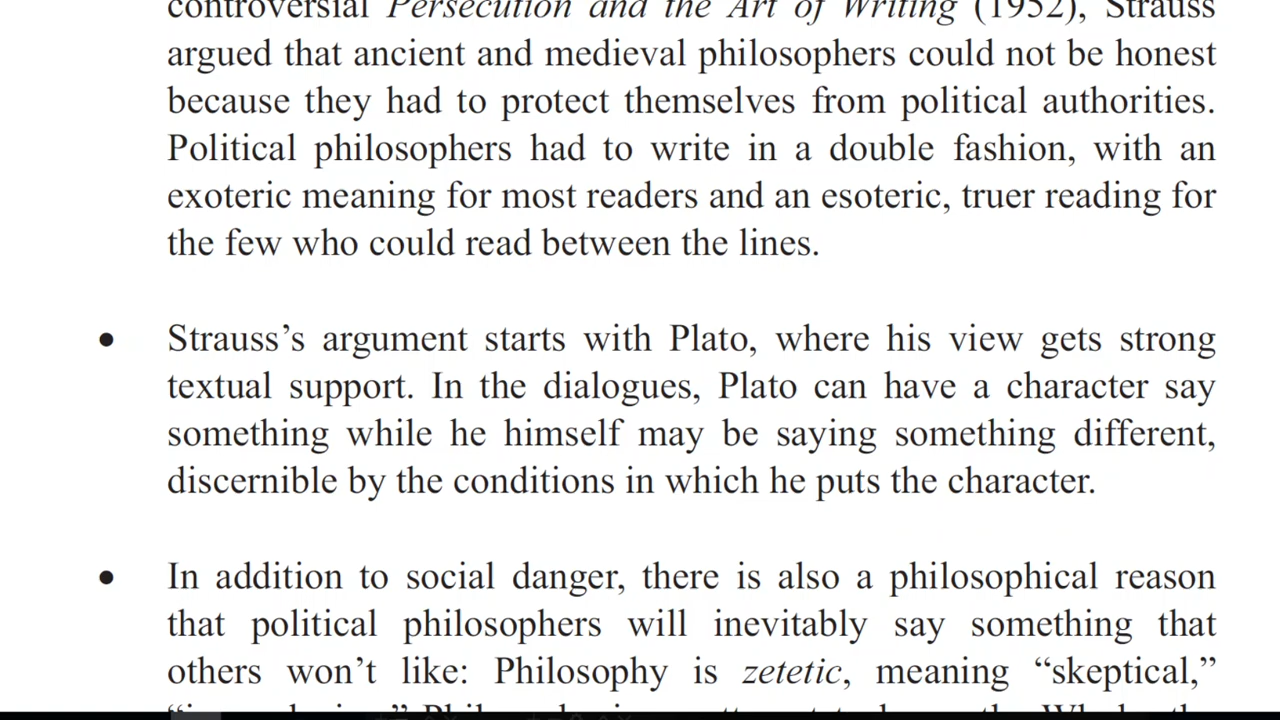 controversial Persecution and the Art of Writing (1952), Strauss
argued that ancient and medieval philosophers could not be honest
because they had to protect themselves from political authorities.
Political philosophers had to write in a double fashion, with an
exoteric meaning for most readers and an esoteric, truer reading for
the few who could read between the lines.
• Strauss’s argument starts with Plato, where his view gets strong
textual support. In the dialogues, Plato can have a character say
something while he himself may be saying something different,
discernible by the conditions in which he puts the character.
• In addition to social danger, there is also a philosophical reason
that political philosophers will inevitably say something that
others won’t like: Philosophy is zetetic, meaning “skeptical,”